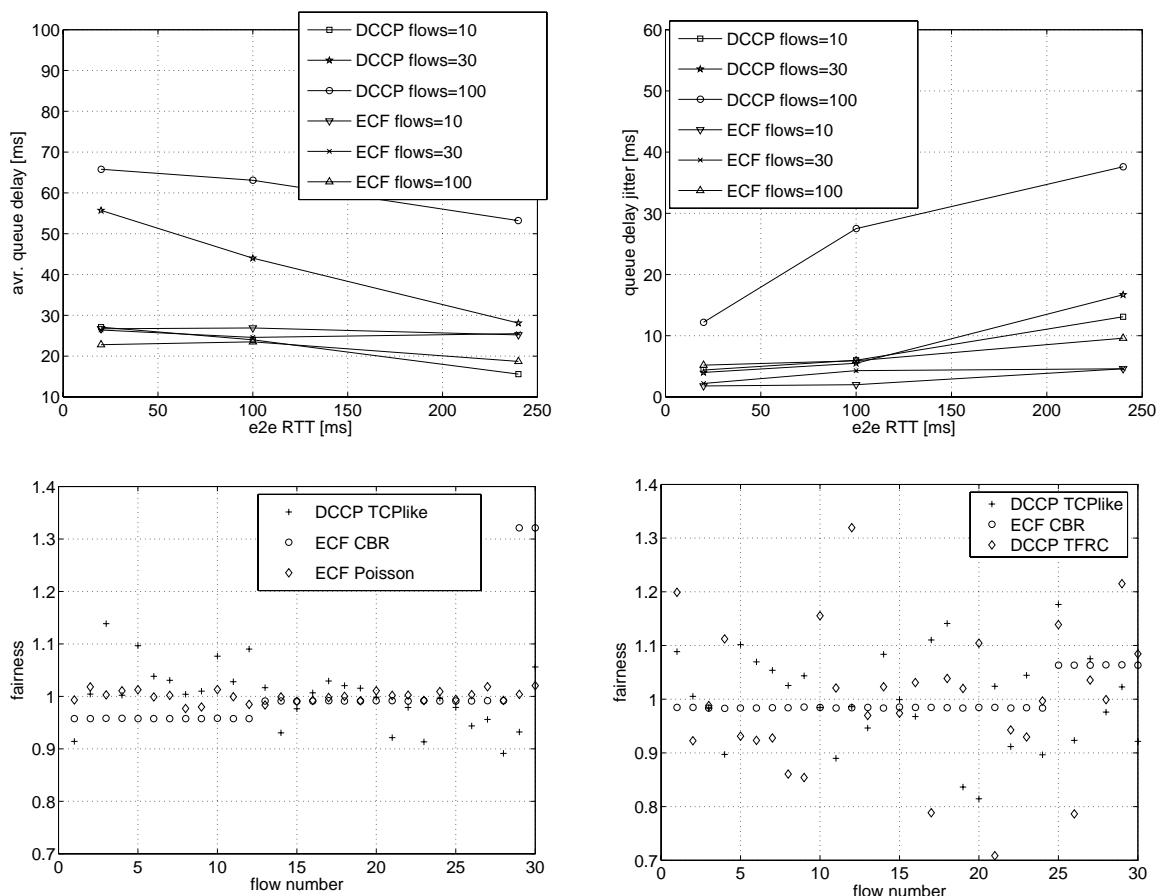 100
90
80
70
60
50
40
30
20
10
0
50
100
150
200
250
avr. queue delay [ms]
e2e RTT [ms]
DCCP flows=10
DCCP flows=30
DCCP flows=100
ECF flows=10
ECF flows=30
ECF flows=100
60
50
40
30
20
10
0
0
50
100
150
200
250
queue delay jitter [ms]
e2e RTT [ms]
DCCP flows=10
DCCP flows=30
DCCP flows=100
ECF flows=10
ECF flows=30
ECF flows=100
1.4
1.3
1.2
1.1
1
0.9
0.8
0.7
0
5
10
15
20
25
30
fairness
flow number
DCCP TCPlike
ECF CBR
ECF Poisson
1.4
1.3
1.2
1.1
1
0.9
0.8
0.7
0
5
10
15
20
25
30
fairness
flow number
DCCP TCPlike
ECF CBR
DCCP TFRC